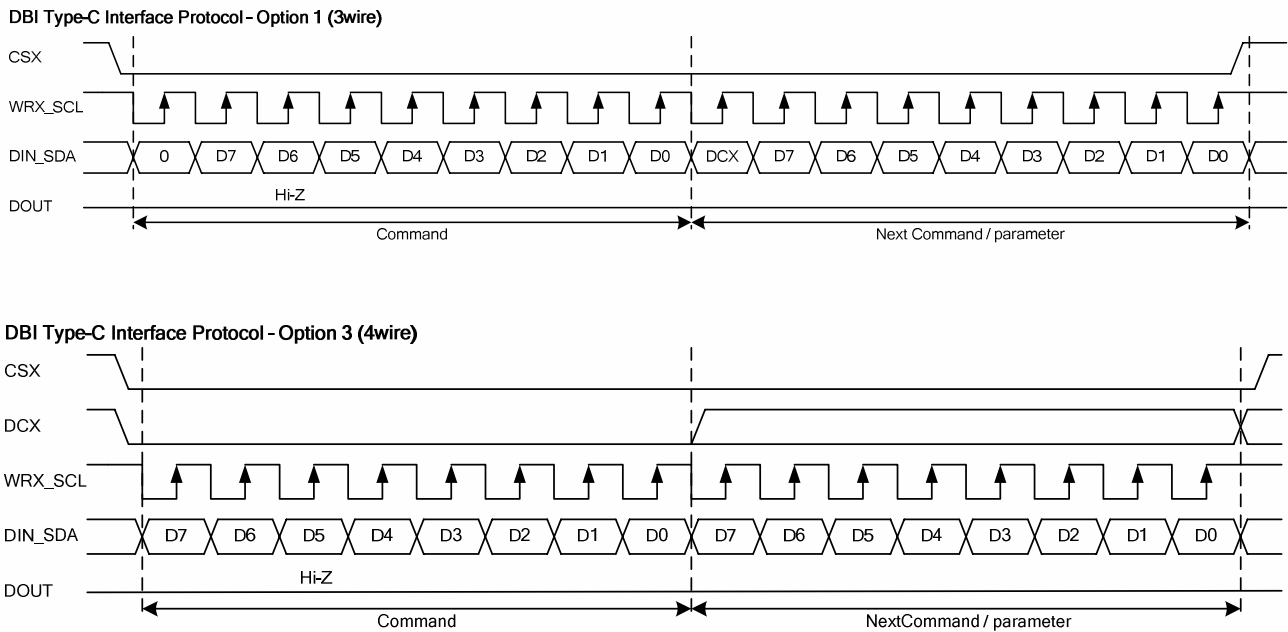 DBI Type-C Interface Protocol - Option 1 (3wire)
CSX
WRX_SCL
DIN_SDA 0 D7 D6 D5 D4 D3 D2 D1 D0 DCX D7 D6 D5 D4 D3 D2 D1 D0
Hi-Z
DOUT
Command Next Command / parameter
DBI Type-C Interface Protocol - Option 3 (4wire)
CSX
DCX
WRX_SCL
DIN_SDA D7 D6 D5 D4 D3 D2 D1 D0 D7 D6 D5 D4 D3 D2 D1 D0
Hi-Z
DOUT
Command NextCommand / parameter